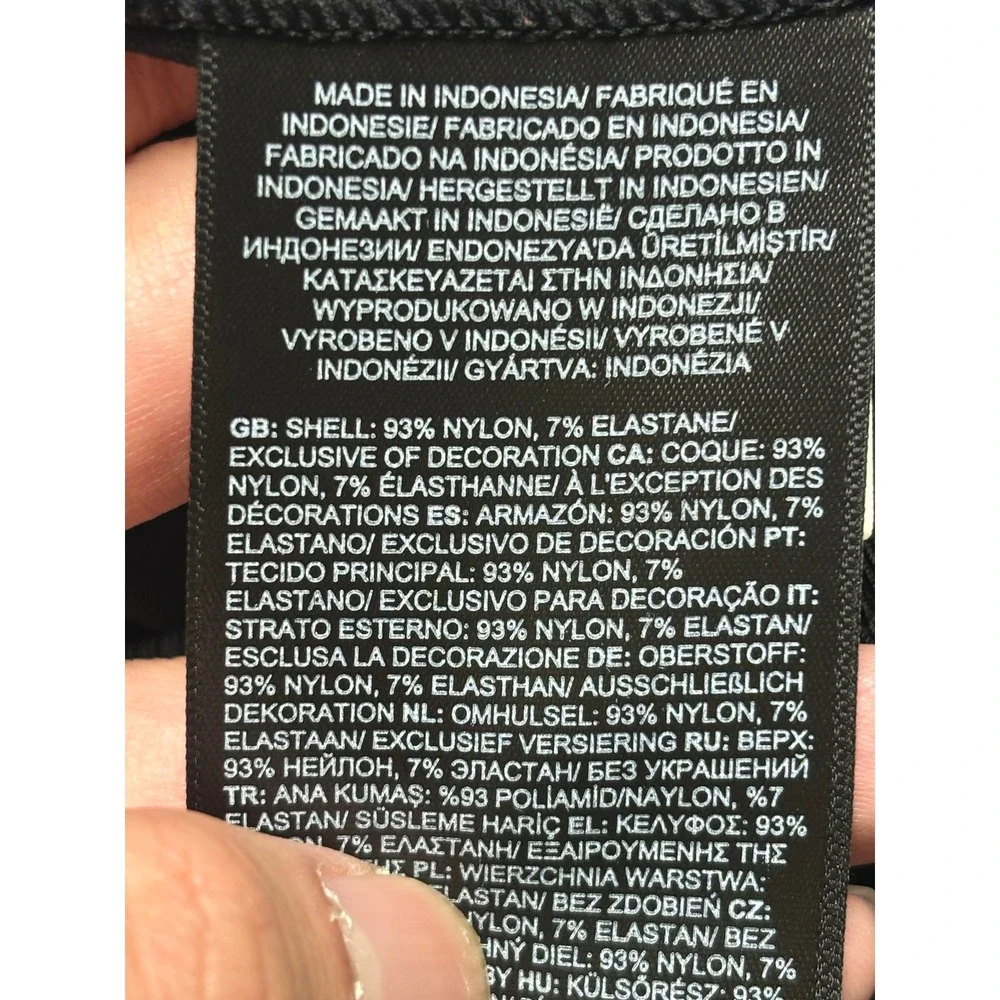 MADE IN INDONESIA/ FABRIQUÉ EN
INDONESIE/ FABRICADO EN INDONESIA/
FABRICADO NA INDONÉSIA/ PRODOTTO IN
INDONESIA/ HERGESTELLT IN INDONESIEN/
GEMAAKT IN INDONESIË/ СДЕЛАНО В
ИНДОНЕЗИИ/ ENDONEZYA'DA ÜRETİLMİŞTİR/
ΚΑΤΑΣΚΕΥΑΖΕΤΑΙ ΣΤΗΝ ΙΝΔΟΝΗΣΙΑ/
WYPRODUKOWANO W INDONEZJI/
VYROBENO V INDONÉSII/ VYROBENÉ V
INDONÉZII/ GYÁRTVA: INDONÉZIA
GB: SHELL: 93% NYLON, 7% ELASTANE/
EXCLUSIVE OF DECORATION CA: COQUE: 93%
NYLON, 7% ÉLASTHANNE/ À L'EXCEPTION DES
DÉCORATIONS ES: ARMAZÓN: 93% NYLON, 7%
ELASTANO/ EXCLUSIVO DE DECORACIÓN PT:
TECIDO PRINCIPAL: 93% NYLON, 7%
ELASTANO/ EXCLUSIVO PARA DECORAÇÃO IT:
STRATO ESTERNO: 93% NYLON, 7% ELASTAN/
ESCLUSA LA DECORAZIONE DE: OBERSTOFF:
93% NYLON, 7% ELASTHAN/ AUSSCHLIEßLICH
DEKORATION NL: OMHULSEL: 93% NYLON, 7%
ELASTAAN/ EXCLUSIEF VERSIERING RU: ВЕРХ:
93% НЕЙЛОН, 7% ЭЛАСТАН/ БЕЗ УКРАШЕНИЙ
TR: ANA KUMAŞ: %93 POLİAMİD/NAYLON, %7
ELASTAN/ SÜSLEME HARİÇ EL: ΚΕΛΥΦΟΣ: 93%
7% ΕΛΑΣΤΑΝΗ/ ΕΞΑΙΡΟΥΜΕΝΗΣ ΤΗΣ
PL: WIERZCHNIA WARSTWA:
ELASTAN/ BEZ ZDOBIEŃ CZ:
NYLON, 7% ELASTAN/ BEZ
DIEL: 93% NYLON, 7%
HU: KÜLSŐRÉSZ: 93%